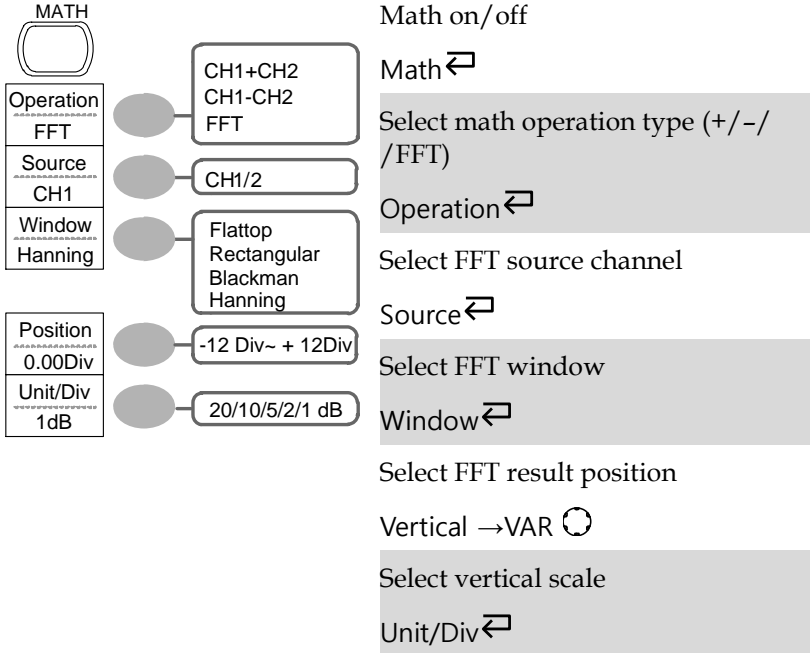 MATH
Operation
FFT
CH1+CH2
CH1-CH2
FFT
Source
CH1
CH1/2
Window
Hanning
Flattop
Rectangular
Blackman
Hanning
Position
0.00Div
-12 Div~ + 12Div
Unit/Div
1dB
20/10/5/2/1 dB
Math on/off
Math
Select math operation type (+/–/
/FFT)
Operation
Select FFT source channel
Source
Select FFT window
Window
Select FFT result position
Vertical →VAR
Select vertical scale
Unit/Div